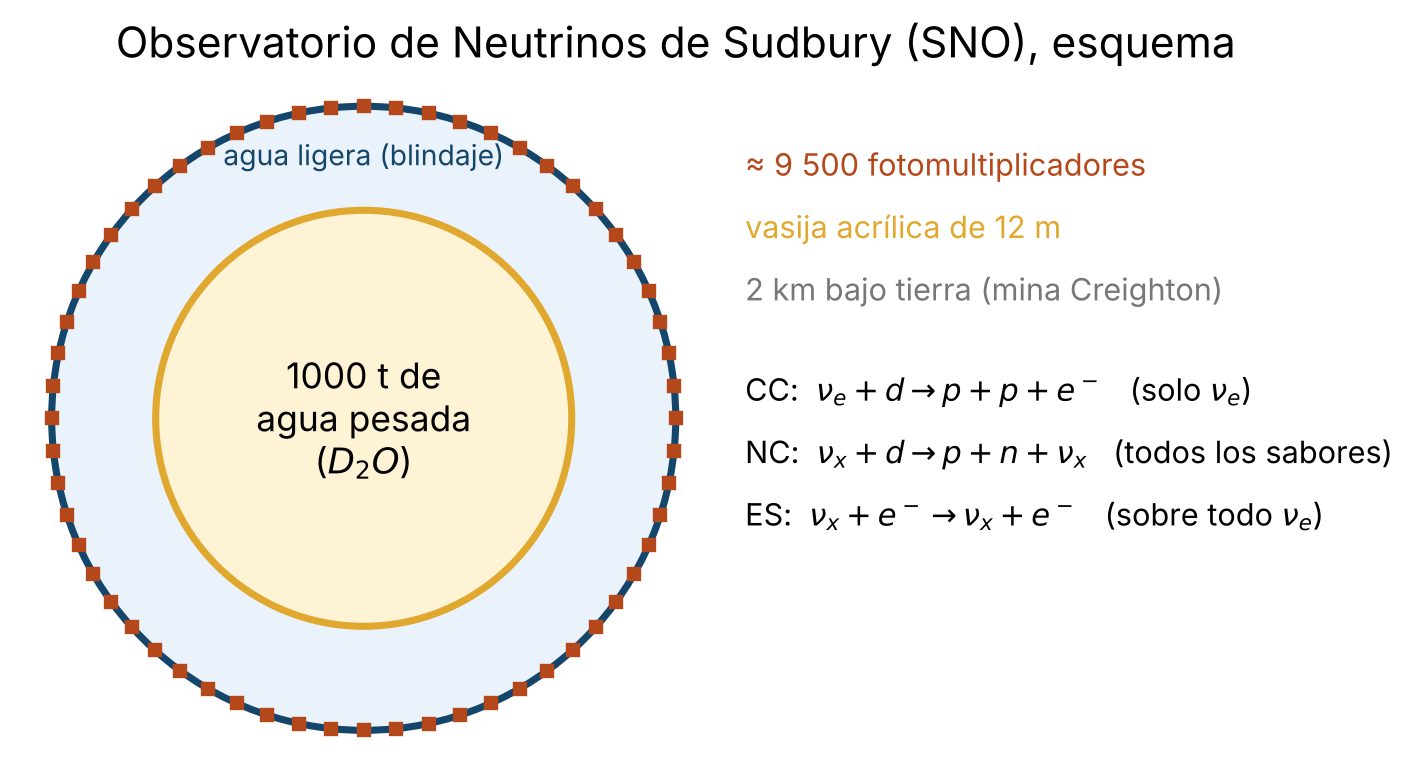 Observatorio de Neutrinos de Sudbury (SNO), esquema
agua ligera (blindaje)
1000 t de
agua pesada
(D₂O)
≈ 9 500 fotomultiplicadores
vasija acrílica de 12 m
2 km bajo tierra (mina Creighton)
CC: νₑ + d → p + p + e⁻ (solo νₑ)
NC: νₓ + d → p + n + νₓ (todos los sabores)
ES: νₓ + e⁻ → νₓ + e⁻ (sobre todo νₑ)